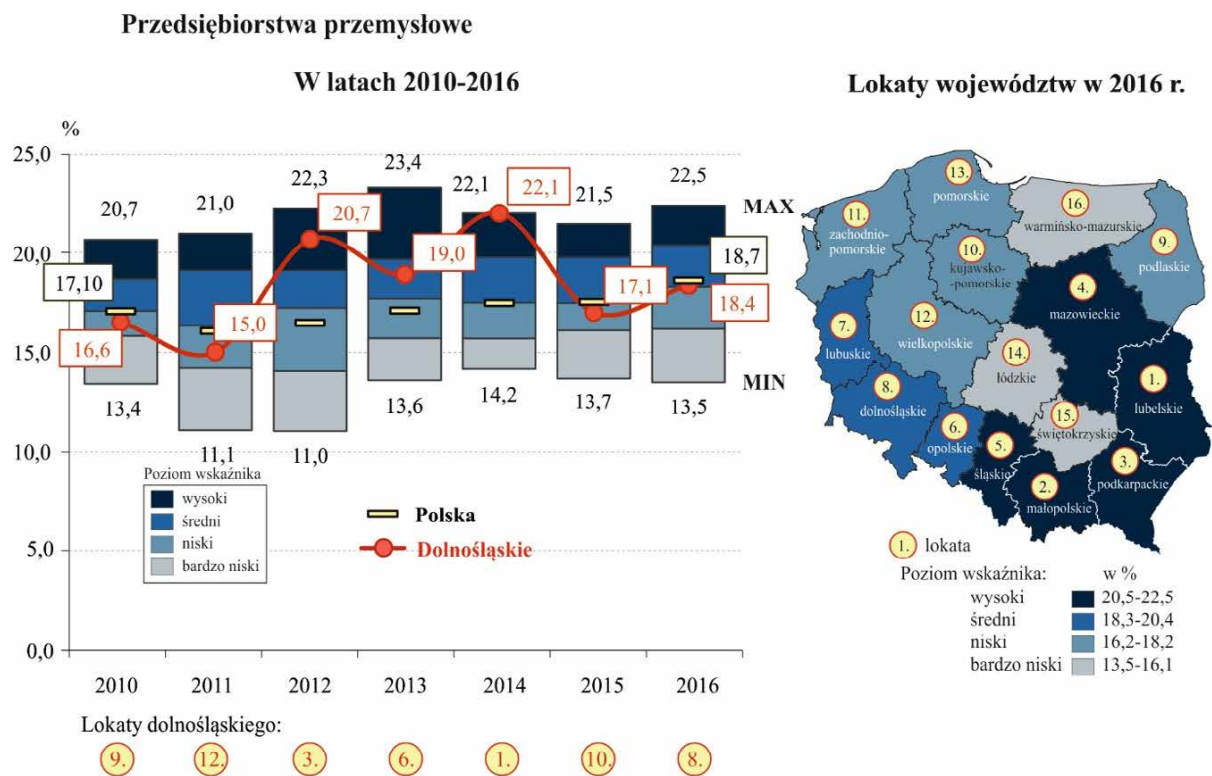 Przedsiębiorstwa przemysłowe
W latach 2010-2016
%
25,0
20,0
15,0
10,0
5,0
0,0
20,7
21,0
22,3
23,4
22,1
21,5
22,5
MAX
17,10
16,6
15,0
20,7
19,0
22,1
17,1
18,7
18,4
13,4
11,1
11,0
13,6
14,2
13,7
13,5
MIN
Poziom wskaźnika
wysoki
średni
niski
bardzo niski
Polska
Dolnośląskie
2010 2011 2012 2013 2014 2015 2016
Lokaty dolnośląskiego:
9. 12. 3. 6. 1. 10. 8.
Lokaty województw w 2016 r.
13.
pomorskie
16.
warmińsko-mazurskie
11.
zachodnio-
pomorskie
10.
kujawsko-
-pomorskie
9.
podlaskie
4.
mazowieckie
7.
lubuskie
12.
wielkopolskie
14.
łódzkie
1.
lubelskie
8.
dolnośląskie
6.
opolskie
15.
świętokrzyskie
5.
śląskie
3.
podkarpackie
2.
małopolskie
1. lokata
Poziom wskaźnika: w %
wysoki 20,5-22,5
średni 18,3-20,4
niski 16,2-18,2
bardzo niski 13,5-16,1